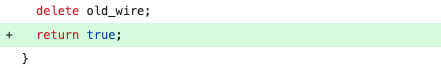 delete old_wire;
+ return true;
}